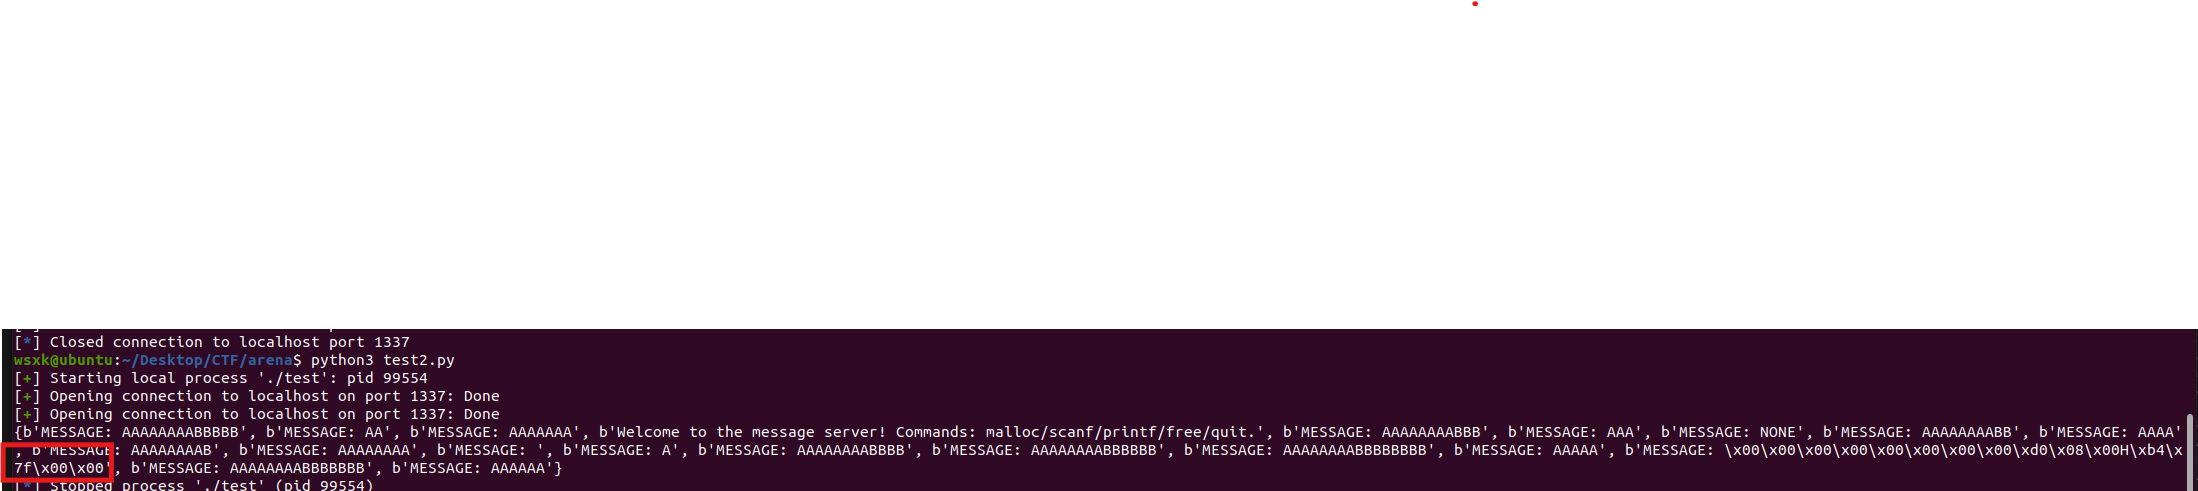 [*] Closed connection to localhost port 1337
wsxk@ubuntu:~/Desktop/CTF/arena$ python3 test2.py
[+] Starting local process './test': pid 99554
[+] Opening connection to localhost on port 1337: Done
[+] Opening connection to localhost on port 1337: Done
{b'MESSAGE: AAAAAAAABBBBB', b'MESSAGE: AA', b'MESSAGE: AAAAAAA', b'Welcome to the message server! Commands: malloc/scanf/printf/free/quit.', b'MESSAGE: AAAAAAAABBB', b'MESSAGE: AAA', b'MESSAGE: NONE', b'MESSAGE: AAAAAAAABB', b'MESSAGE: AAAA'
, b'MESSAGE: AAAAAAAAB', b'MESSAGE: AAAAAAAA', b'MESSAGE: ', b'MESSAGE: A', b'MESSAGE: AAAAAAAABBBB', b'MESSAGE: AAAAAAAABBBBBB', b'MESSAGE: AAAAAAAABBBBBBBB', b'MESSAGE: AAAAA', b'MESSAGE: \x00\x00\x00\x00\x00\x00\x00\x00\xd0\x08\x00H\xb4\x
7f\x00\x00', b'MESSAGE: AAAAAAAABBBBBBB', b'MESSAGE: AAAAAA'}
[*] Stopped process './test' (pid 99554)